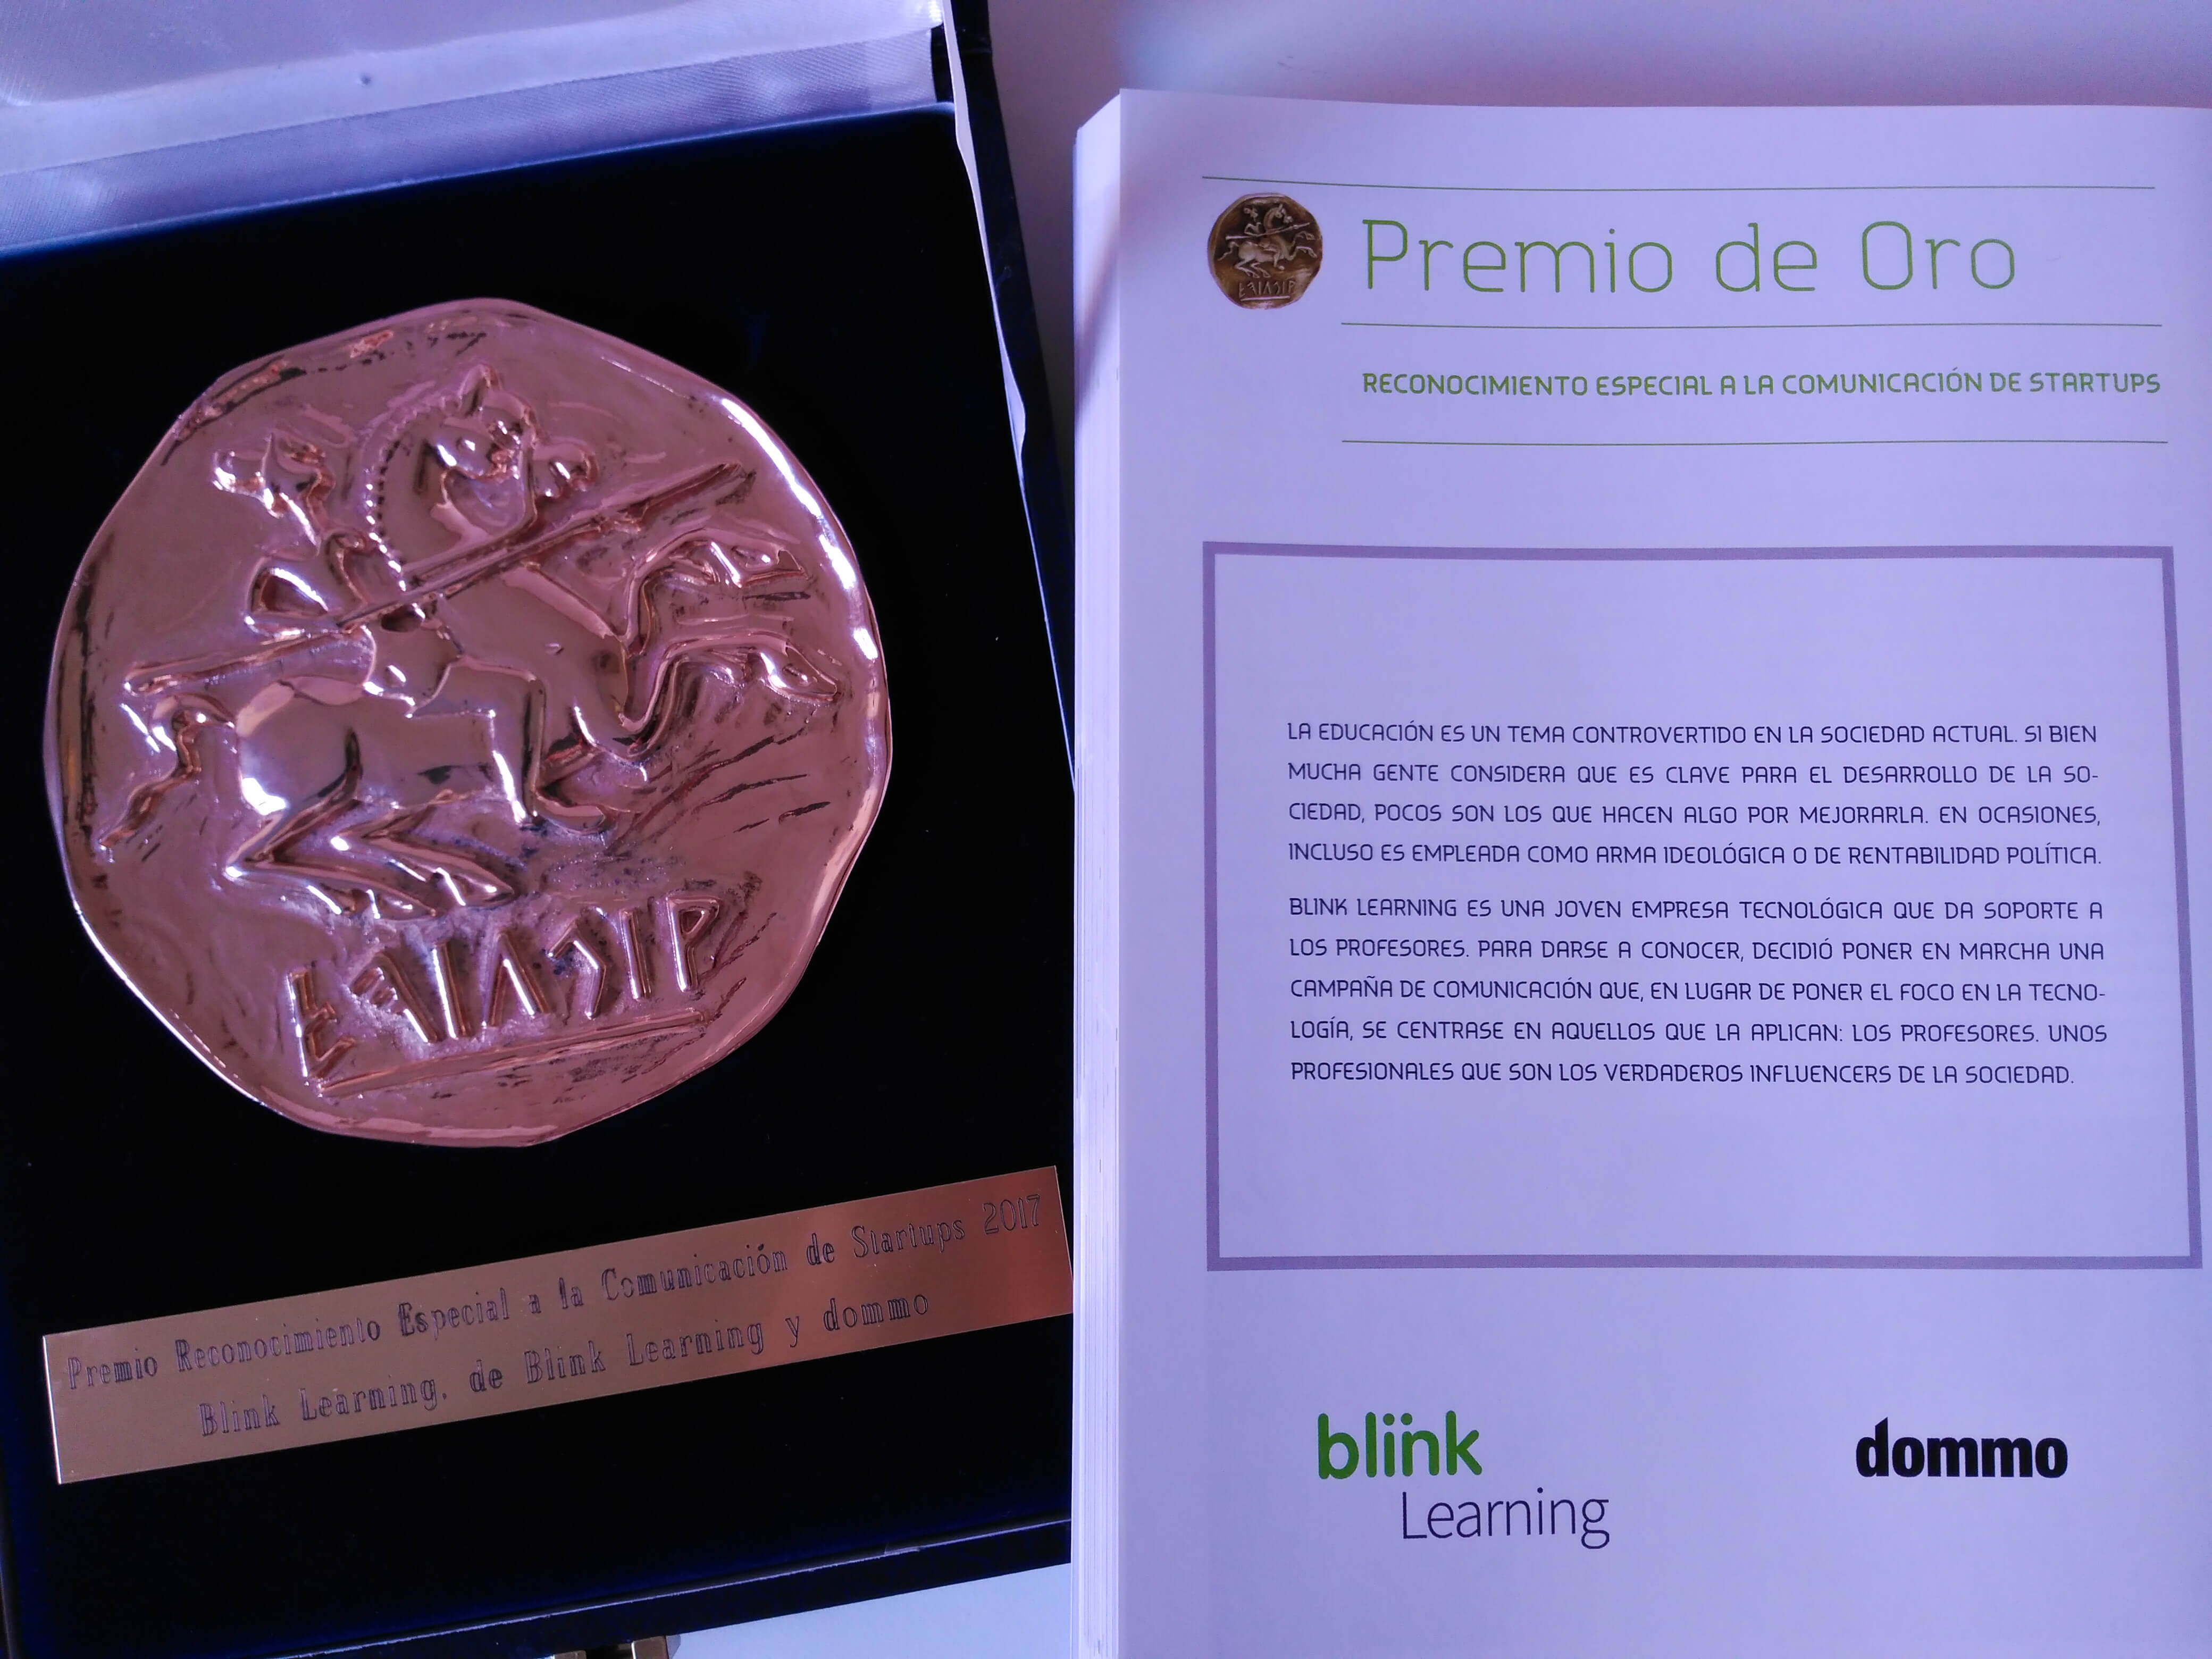 Premio Reconocimiento Especial a la Comunicación de Startups 2017
Blink Learning, de Blink Learning y dommo
Premio de Oro
RECONOCIMIENTO ESPECIAL A LA COMUNICACIÓN DE STARTUPS
LA EDUCACIÓN ES UN TEMA CONTROVERTIDO EN LA SOCIEDAD ACTUAL. SI BIEN
MUCHA GENTE CONSIDERA QUE ES CLAVE PARA EL DESARROLLO DE LA SO-
CIEDAD, POCOS SON LOS QUE HACEN ALGO POR MEJORARLA. EN OCASIONES,
INCLUSO ES EMPLEADA COMO ARMA IDEOLÓGICA O DE RENTABILIDAD POLÍTICA.
BLINK LEARNING ES UNA JOVEN EMPRESA TECNOLÓGICA QUE DA SOPORTE A
LOS PROFESORES. PARA DARSE A CONOCER, DECIDIÓ PONER EN MARCHA UNA
CAMPAÑA DE COMUNICACIÓN QUE, EN LUGAR DE PONER EL FOCO EN LA TECNO-
LOGÍA, SE CENTRASE EN AQUELLOS QUE LA APLICAN: LOS PROFESORES. UNOS
PROFESIONALES QUE SON LOS VERDADEROS INFLUENCERS DE LA SOCIEDAD.
blink
Learning
dommo